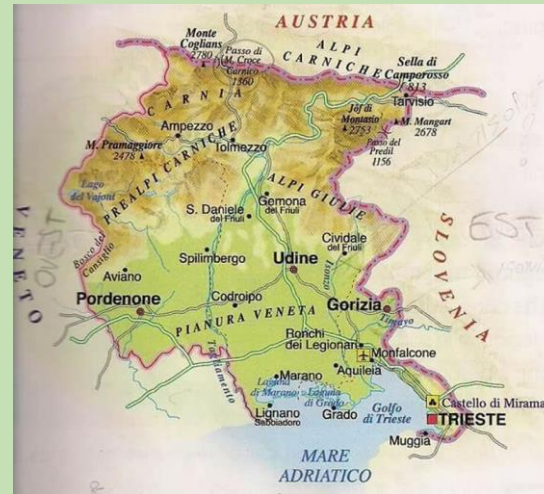 AUSTRIA
Monte
Coglians
2780
Passo di
M. Croce
Carnico
1360
ALPI
CARNICHE
Sella di
Camporosso
813
Tarvisio
CARNIA
Jôf di
Montasio
2753
M. Mangart
2678
Ampezzo
Tolmezzo
Passo del
Predil
1156
M. Pramaggiore
2478
PREALPI CARNICHE
Lago
del Vajont
ALPI GIULIE
Gemona
del Friuli
S. Daniele
del Friuli
VENETO
OUEST
Bosco del
Cansiglio
SLOVENIA
EST
Cividale
del Friuli
Spilimbergo
Udine
Isonzo
Aviano
Pordenone
Codroipo
Gorizia
PIANURA VENETA
Timavo
Tagliamento
Ronchi
dei Legionari
Monfalcone
Marano
Aquileia
Laguna
di Marano
Laguna
di Grado
Lignano
Sabbiadoro
Grado
Golfo
di Trieste
Castello di Mirama
TRIESTE
Muggia
MARE
ADRIATICO